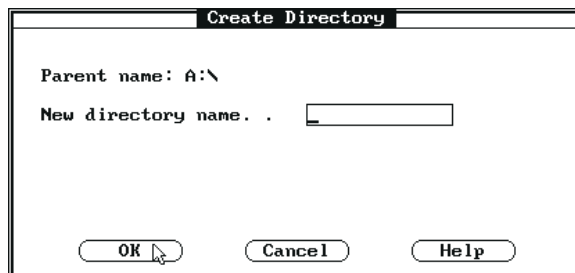 Create Directory
Parent name: A:\
New directory name. . _
OK Cancel Help